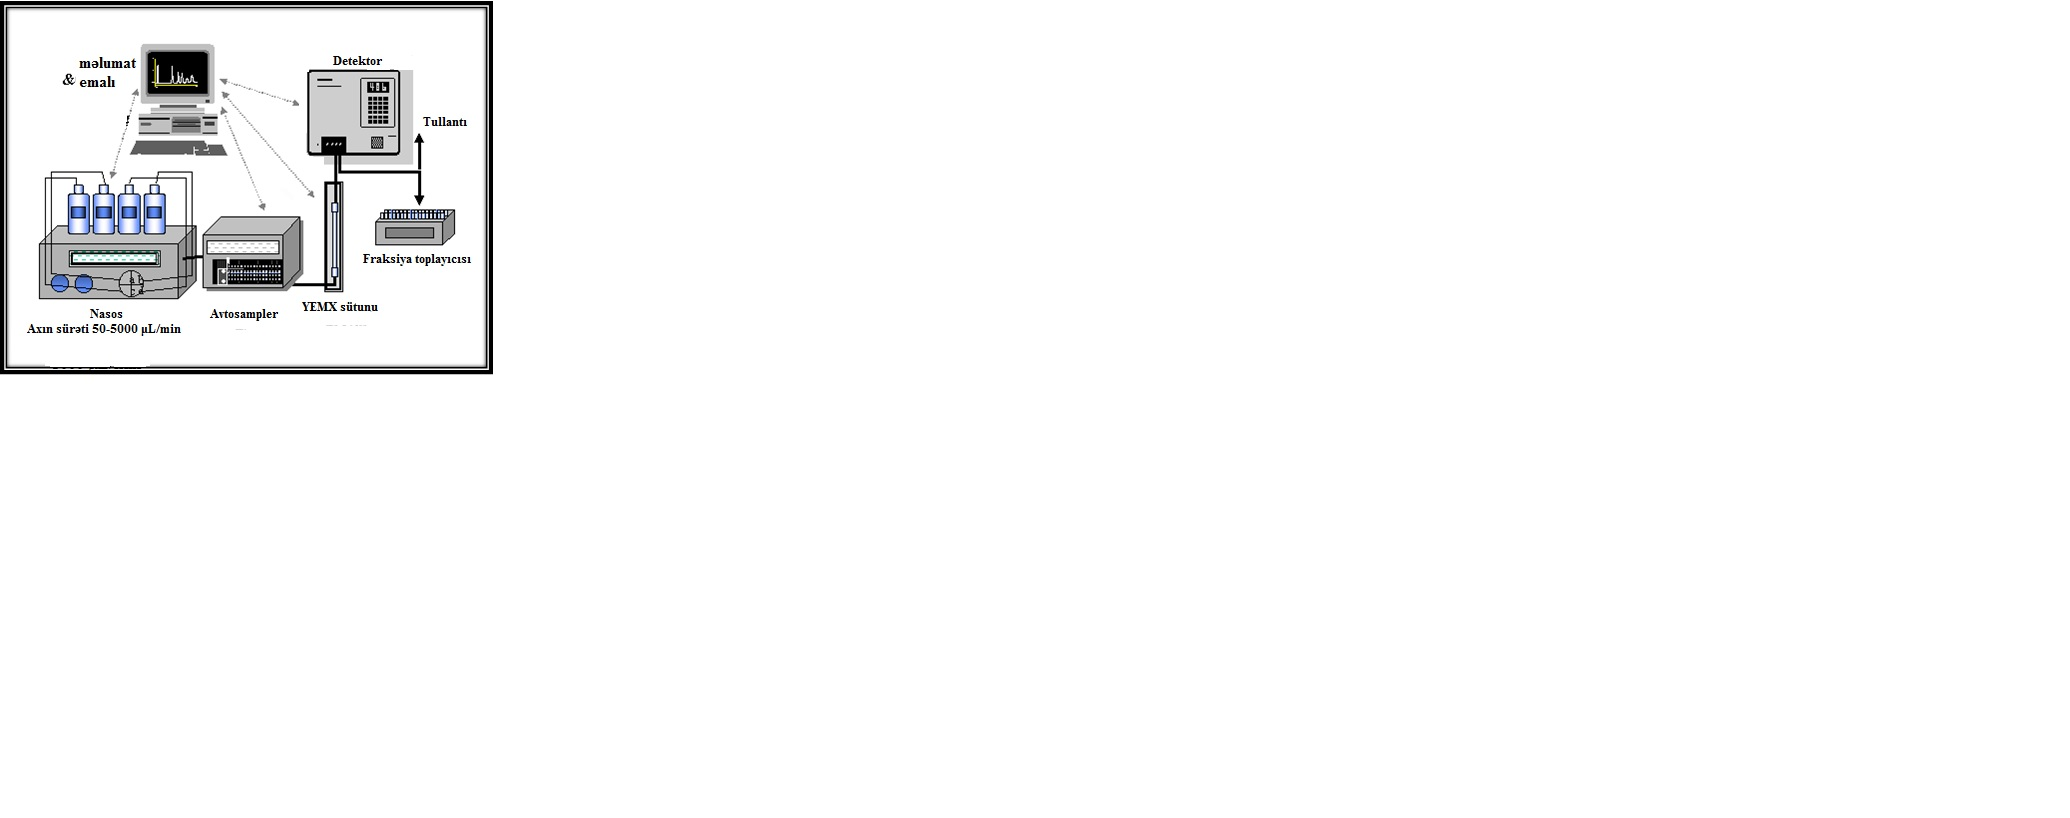 məlumat
& emalı
Detektor
Tullantı
Fraksiya toplayıcısı
YEMX sütunu
Avtosampler
Nasos
Axın sürəti 50-5000 µL/min